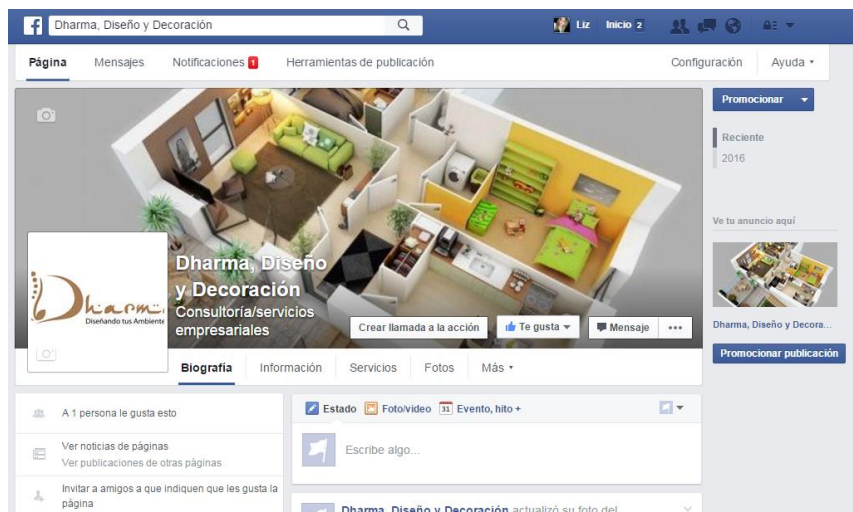 f Dharma, Diseño y Decoración Liz Inicio 2
Página Mensajes Notificaciones 1 Herramientas de publicación Configuración Ayuda
Promocionar
Reciente
2016
Ve tu anuncio aquí
Dharma, Diseño y Decora...
Promocionar publicación
Dharm
Diseñando tus Ambiente
Dharma, Diseño
y Decoración
Consultoría/servicios
empresariales
Crear llamada a la acción Te gusta Mensaje
Biografía Información Servicios Fotos Más
A 1 persona le gusta esto
Ver noticias de páginas
Ver publicaciones de otras páginas
Invitar a amigos a que indiquen que les gusta la
página
Estado Foto/video 31 Evento, hito +
Escribe algo...
Dharma, Diseño y Decoración actualizó su foto del